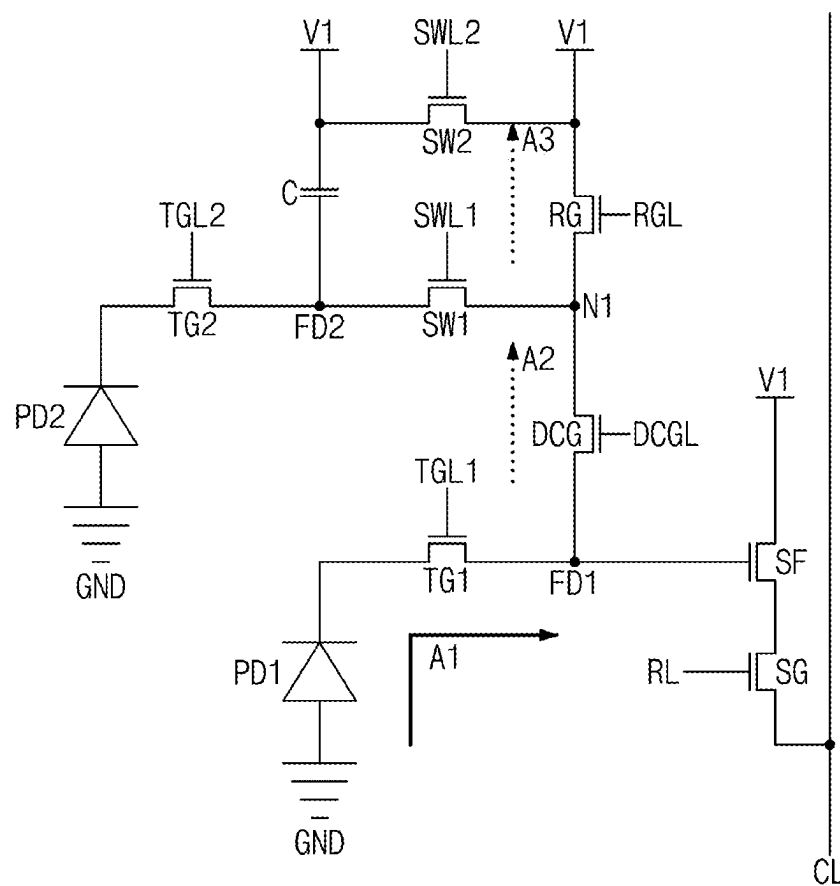 V1
SWL2
V1
SW2
A3
C
TGL2
SWL1
RG
RGL
TG2
FD2
SW1
N1
V1
A2
PD2
DCG
DCGL
TGL1
GND
TG1
FD1
SF
A1
PD1
RL
SG
GND
CL